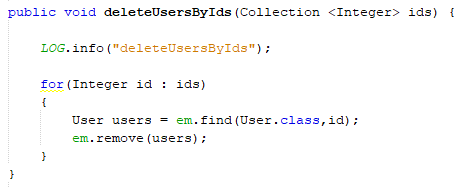 public void deleteUsersByIds(Collection <Integer> ids) {
LOG.info("deleteUsersByIds");
for(Integer id : ids)
{
User users = em.find(User.class,id);
em.remove(users);
}
}